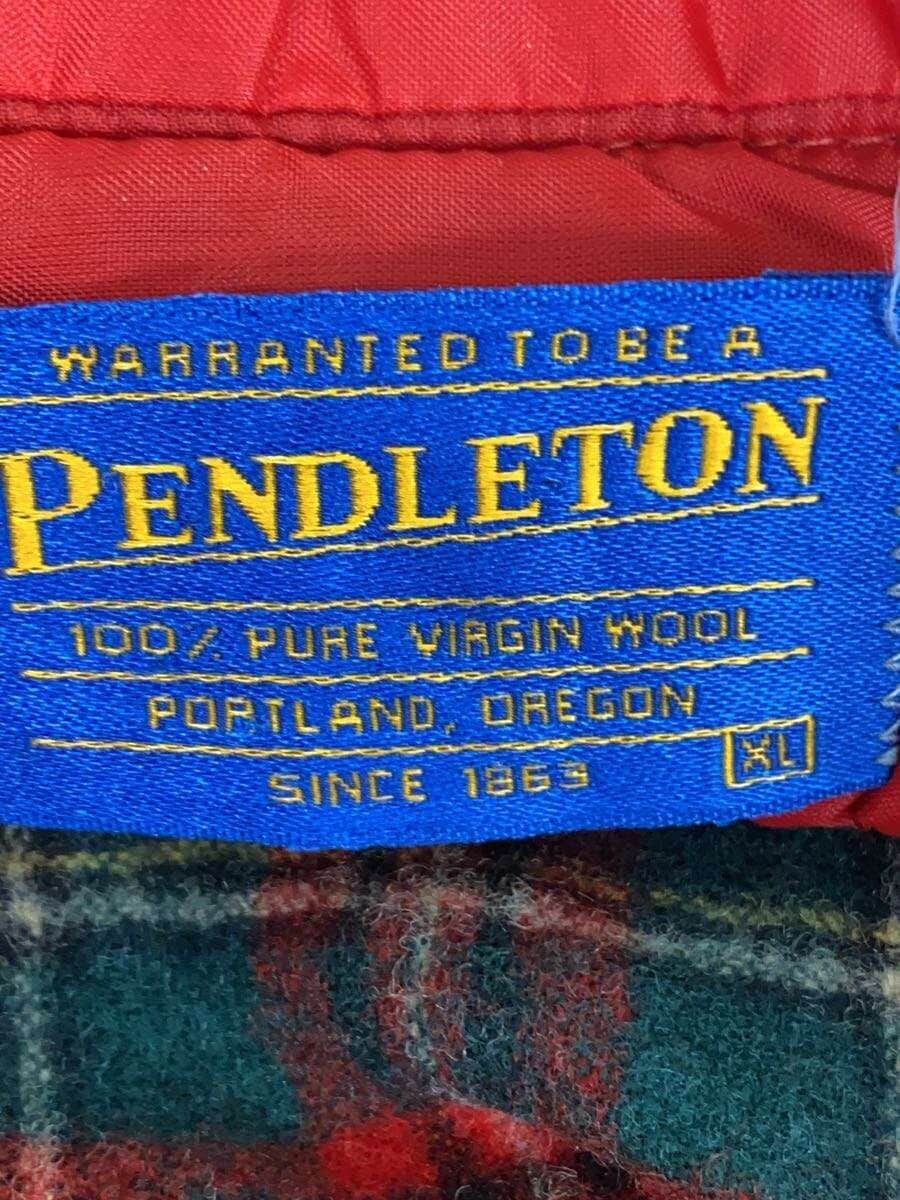 WARRANTED TO BE A
PENDLETON
100% PURE VIRGIN WOOL
PORTLAND, OREGON
SINCE 1863
XL